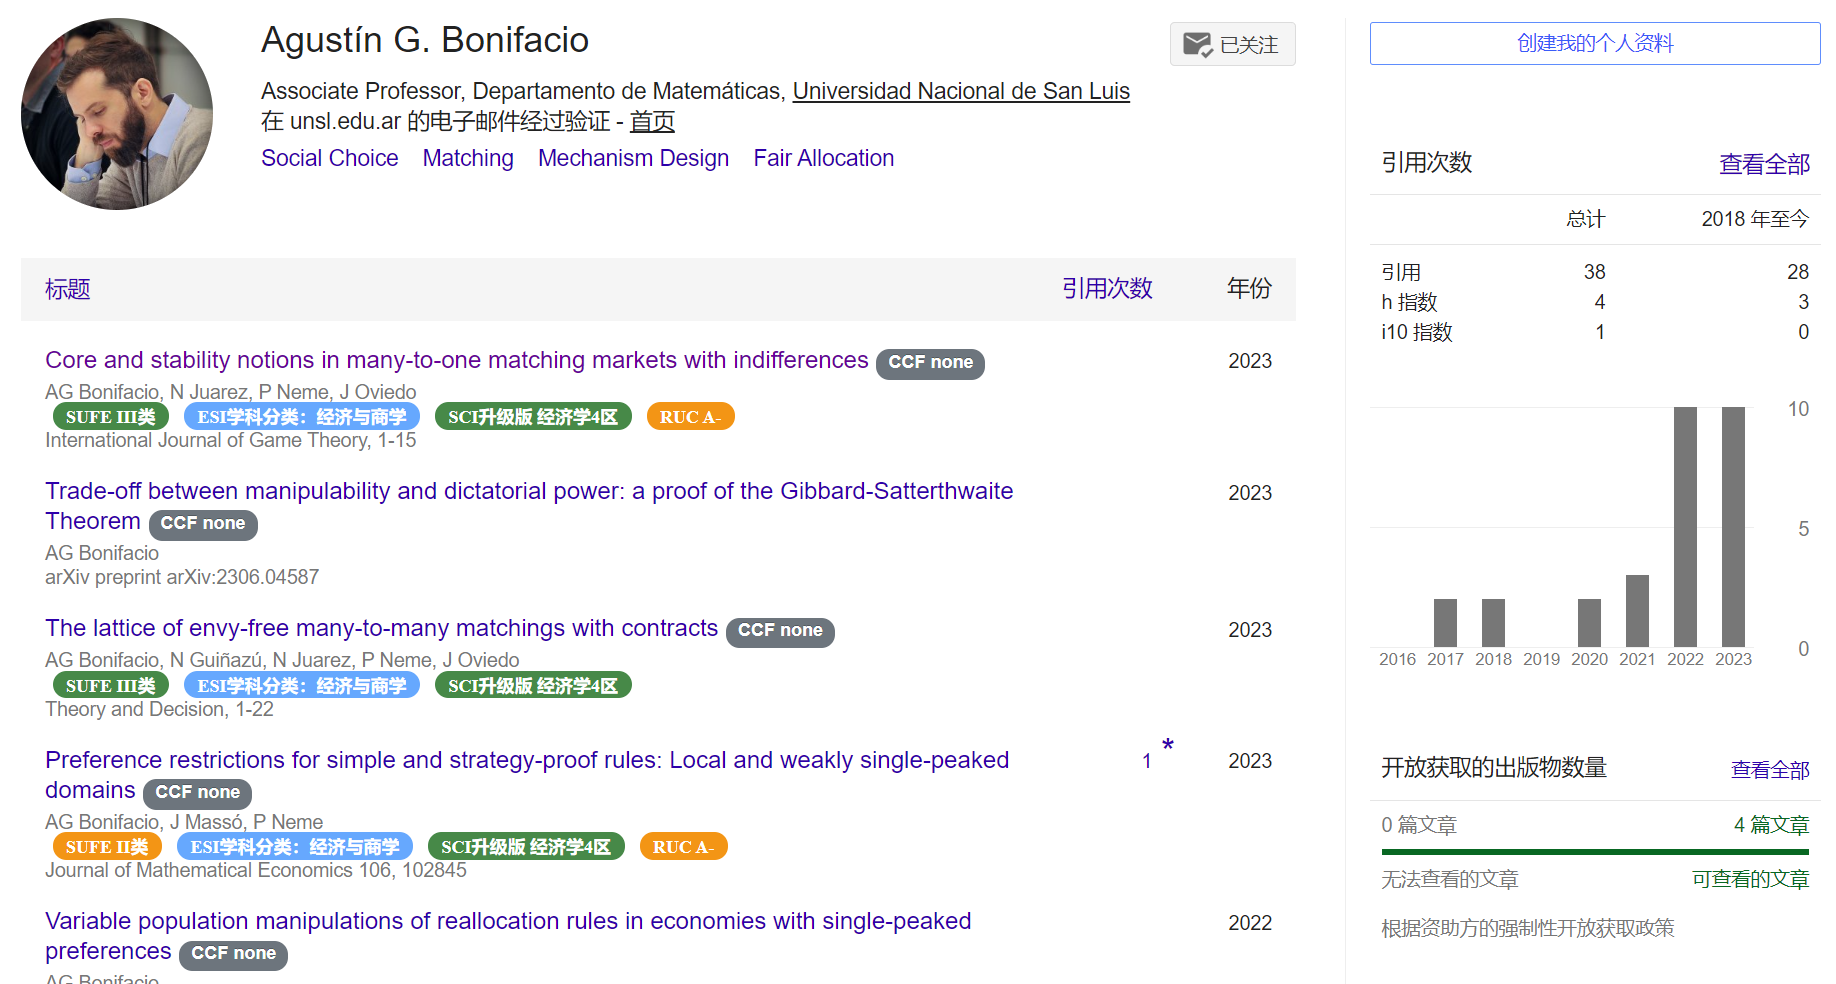 Agustín G. Bonifacio
已关注
Associate Professor, Departamento de Matemáticas, Universidad Nacional de San Luis
在 unsl.edu.ar 的电子邮件经过验证 - 首页
Social Choice Matching Mechanism Design Fair Allocation
标题 引用次数 年份
Core and stability notions in many-to-one matching markets with indifferences CCF none 2023
AG Bonifacio, N Juarez, P Neme, J Oviedo
SUFE III类 ESI学科分类：经济与商学 SCI升级版 经济学4区 RUC A-
International Journal of Game Theory, 1-15
Trade-off between manipulability and dictatorial power: a proof of the Gibbard-Satterthwaite 2023
Theorem CCF none
AG Bonifacio
arXiv preprint arXiv:2306.04587
The lattice of envy-free many-to-many matchings with contracts CCF none 2023
AG Bonifacio, N Guiñazú, N Juarez, P Neme, J Oviedo
SUFE III类 ESI学科分类：经济与商学 SCI升级版 经济学4区
Theory and Decision, 1-22
Preference restrictions for simple and strategy-proof rules: Local and weakly single-peaked 1 * 2023
domains CCF none
AG Bonifacio, J Massó, P Neme
SUFE II类 ESI学科分类：经济与商学 SCI升级版 经济学4区 RUC A-
Journal of Mathematical Economics 106, 102845
Variable population manipulations of reallocation rules in economies with single-peaked 2022
preferences CCF none
AG Bonifacio
创建我的个人资料
引用次数 查看全部
总计 2018 年至今
引用 38 28
h 指数 4 3
i10 指数 1 0
10
5
0
2016 2017 2018 2019 2020 2021 2022 2023
开放获取的出版物数量 查看全部
0 篇文章 4 篇文章
无法查看的文章 可查看的文章
根据资助方的强制性开放获取政策